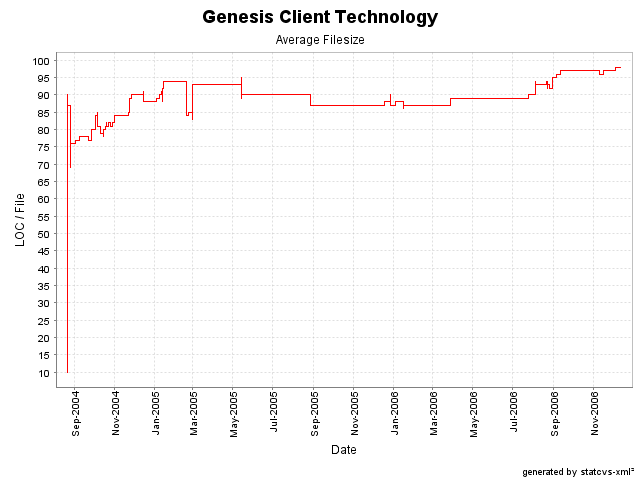 Genesis Client Technology
Average Filesize
100
95
90
85
80
75
70
65
60
55
50
45
40
35
30
25
20
15
10
LOC / File
Sep-2004
Nov-2004
Jan-2005
Mar-2005
May-2005
Jul-2005
Sep-2005
Nov-2005
Jan-2006
Mar-2006
May-2006
Jul-2006
Sep-2006
Nov-2006
Date
generated by statcvs-xml²